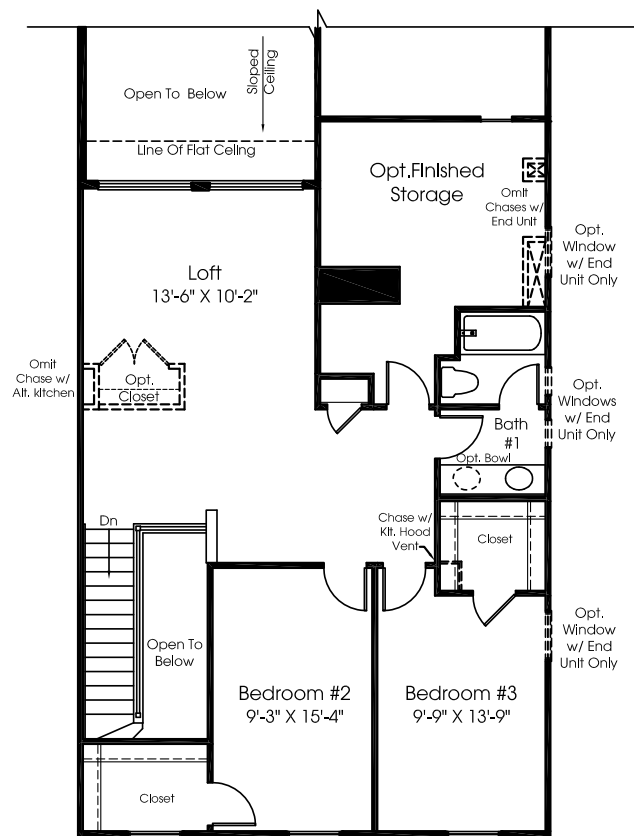 Sloped
Ceiling
Open To Below
Line Of Flat Celing
Opt.Finished
Storage
Omit
Chases w/
End Unit
Opt.
Window
w/ End
Unit Only
Loft
13'-6" X 10'-2"
Omit
Chase w/
Alt. kitchen
Opt.
Closet
Opt.
Windows
w/ End
Unit Only
Bath
#1
Opt. Bowl
Dn
Chase w/
Kit. Hood
Vent
Closet
Open To
Below
Opt.
Window
w/ End
Unit Only
Bedroom #2
9'-3" X 15'-4"
Bedroom #3
9'-9" X 13'-9"
Closet